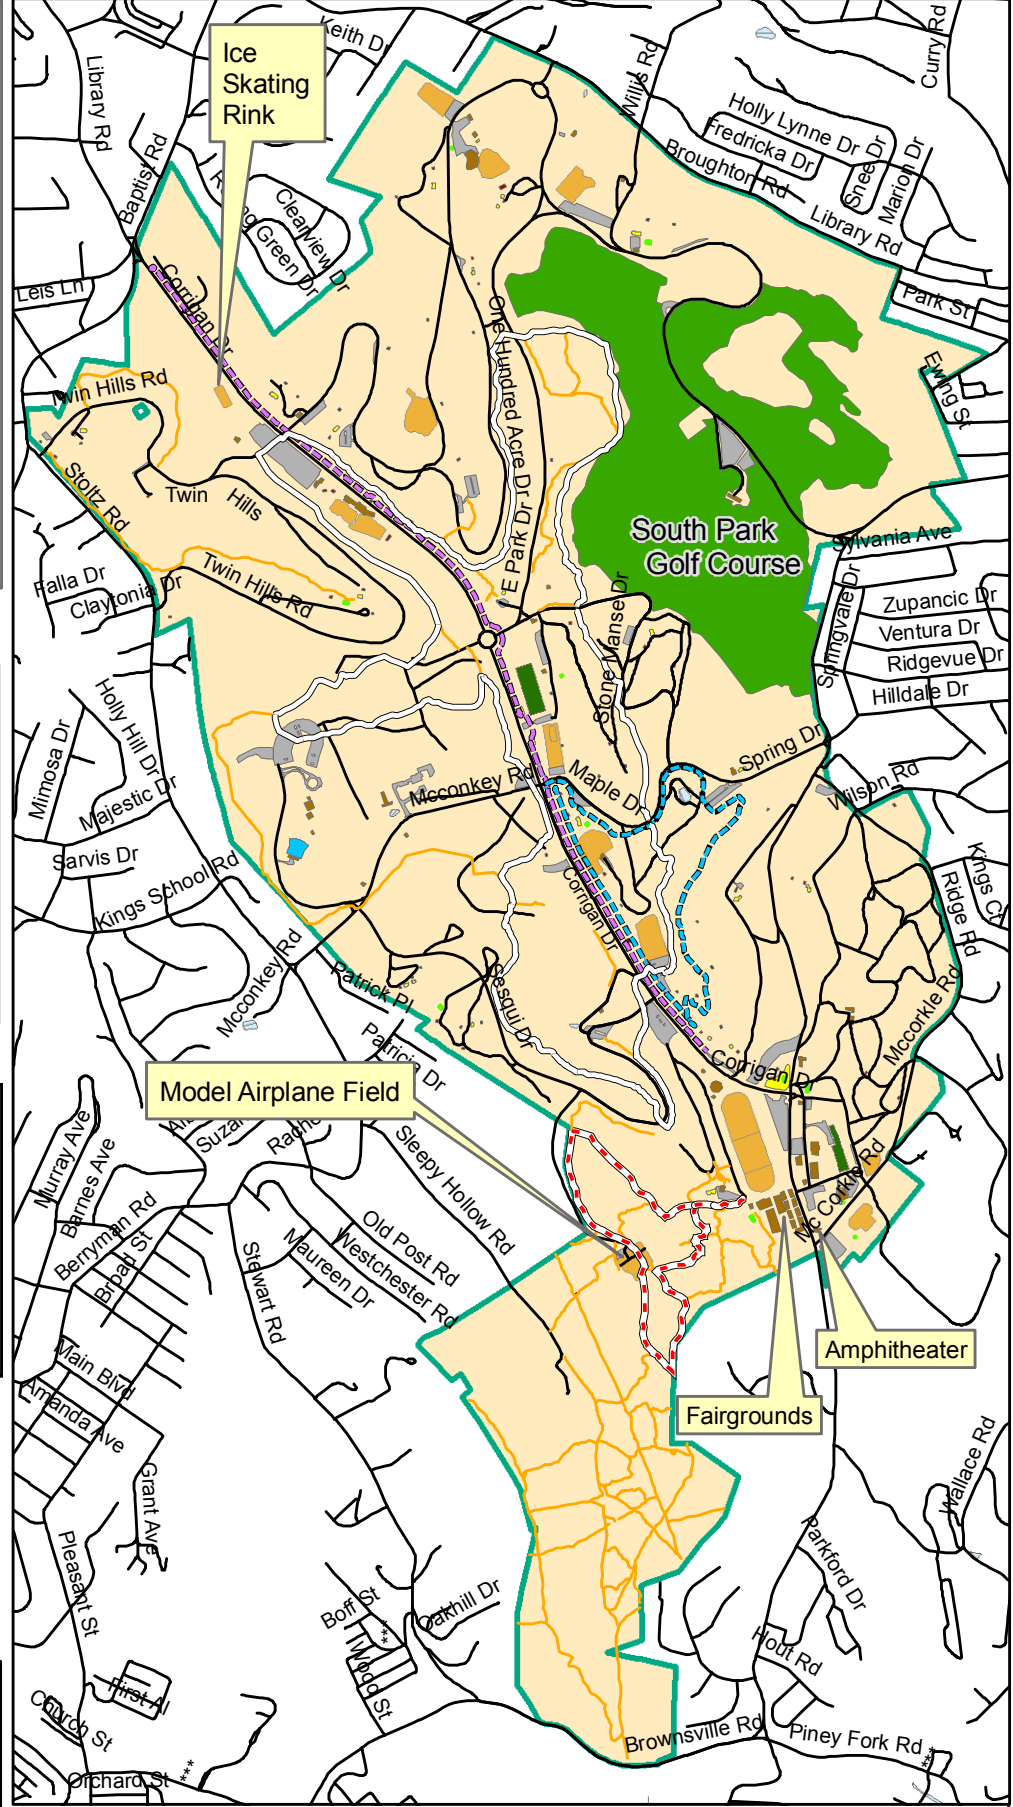 Keith Dr
Curry Rd
Library Rd
Ice
Skating
Rink
Willis Rd
Holly Lynne Dr
Fredricka Dr
Snee Dr
Marion Dr
Broughton Rd
Library Rd
Baptist Rd
Clearview Dr
Green Dr
Leis Ln
Corrigan Dr
Park St
One Hundred Acre Dr
Ewing St
Twin Hills Rd
Stoltz Rd
Twin
Hills
E Park Dr
South Park
Golf Course
Sylvania Ave
Falla Dr
Claytonia Dr
Twin Hills Rd
Stone Manse Dr
Springvale Dr
Zupancic Dr
Ventura Dr
Ridgevue Dr
Hilldale Dr
Holly Hill Dr
Mimosa Dr
Majestic Dr
Mcconkey Rd
Maple Dr
Spring Dr
Wilson Rd
Sarvis Dr
Kings School Rd
Corrigan Dr
Kings Ct
Ridge Rd
Mcconkey Rd
Patrick Pl
Sesqui Dr
Mccorkle Rd
Patricia Dr
Corrigan Dr
Model Airplane Field
Murray Ave
Barnes Ave
Sleepy Hollow Rd
Mc Corkle Rd
Berryman Rd
Broad St
Old Post Rd
Westchester Rd
Maureen Dr
Stewart Rd
Amphitheater
Main Blvd
Amanda Ave
Fairgrounds
Grant Ave
Wallace Rd
Pleasant St
Parkford Dr
Boff St
Oakhill Dr
***
Wood St
Hout Rd
First Al
Church St
Brownsville Rd
Piney Fork Rd
***
***
Orchard St